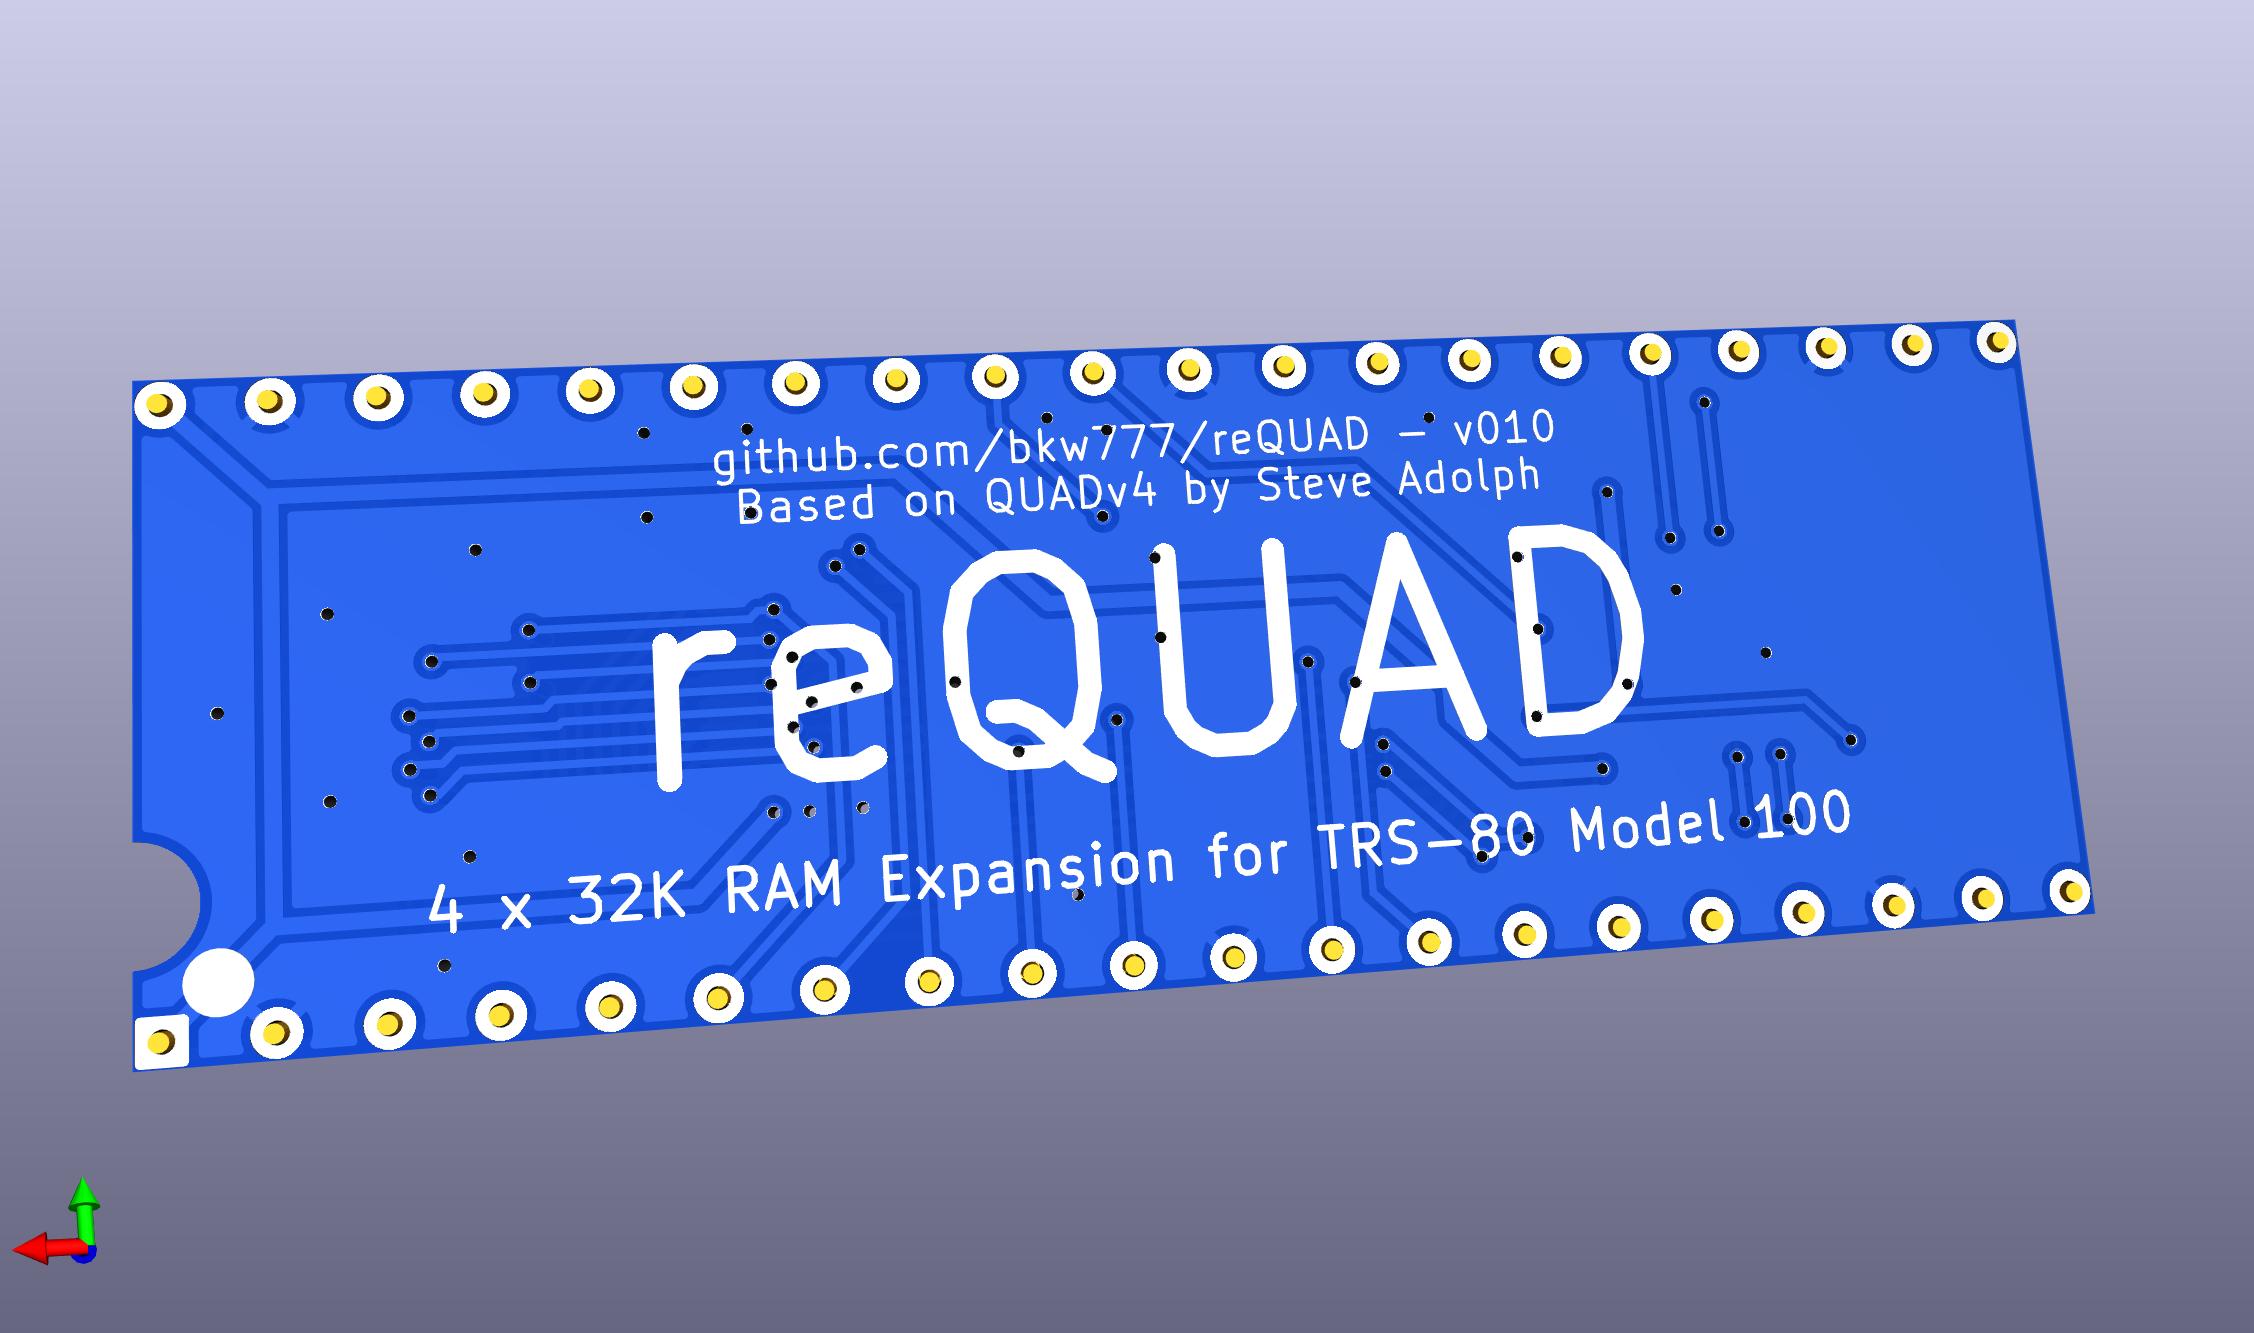 github.com/bkw777/reQUAD - v010
Based on QUADv4 by Steve Adolph
reQUAD
4 x 32K RAM Expansion for TRS-80 Model 100